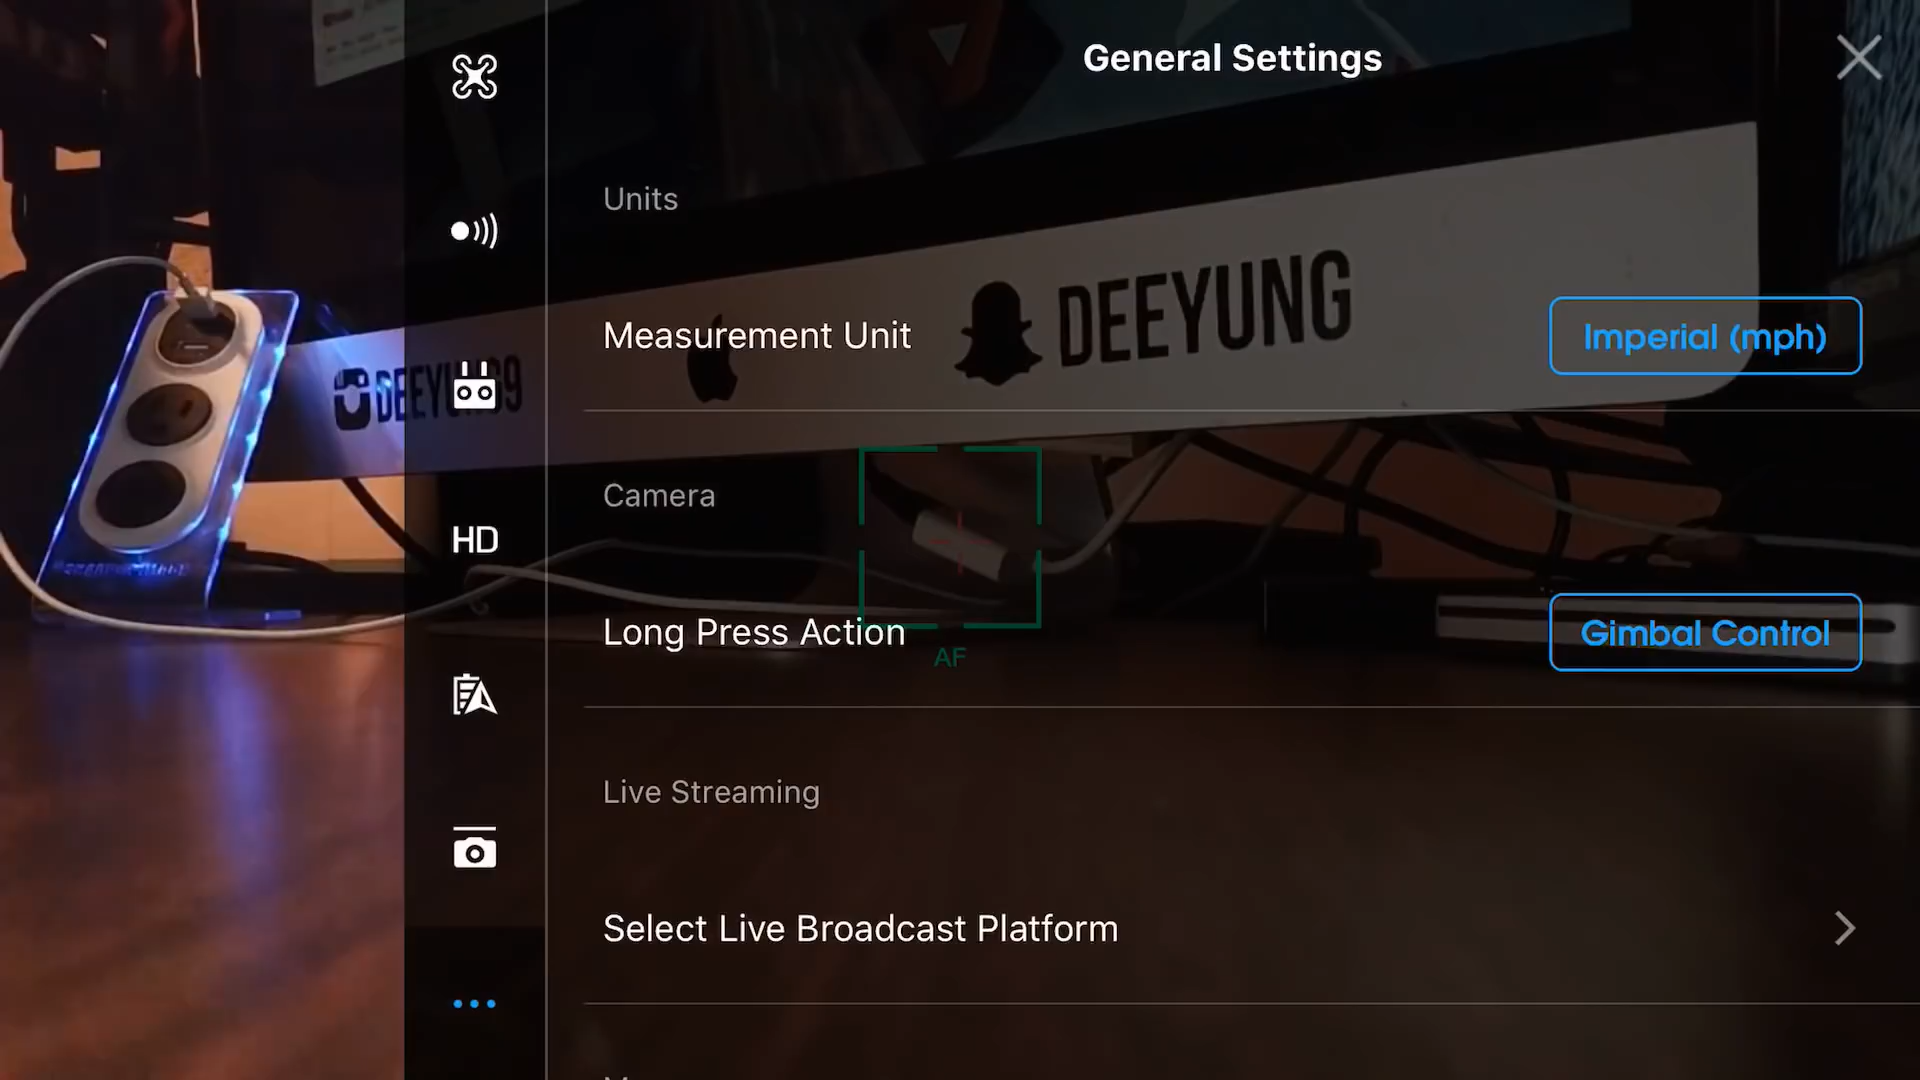 General Settings
Units
Measurement Unit
Imperial (mph)
DEEYUNG
DEEYUNG9
Camera
HD
Long Press Action
AF
Gimbal Control
Live Streaming
Select Live Broadcast Platform